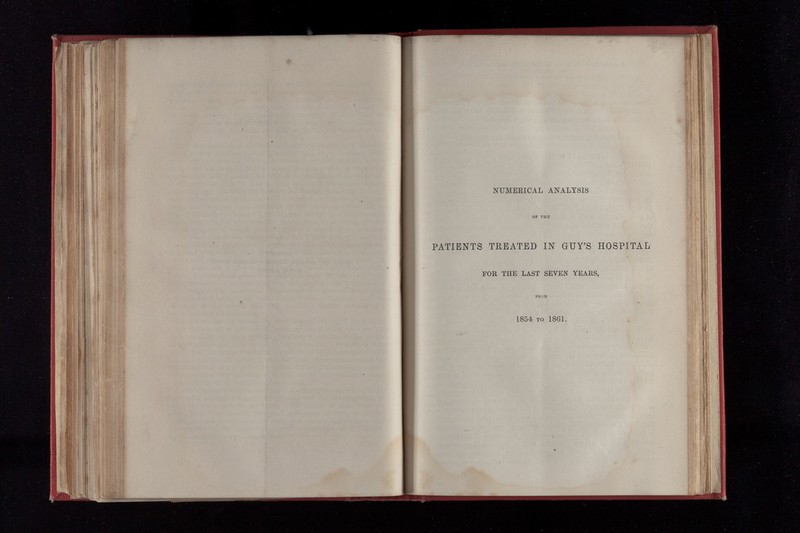 NUMERICAL ANALYSIS
OF THE
PATIENTS TREATED IN GUY'S HOSPITAL
FOR THE LAST SEVEN YEARS,
FROM
1854 TO 1861.